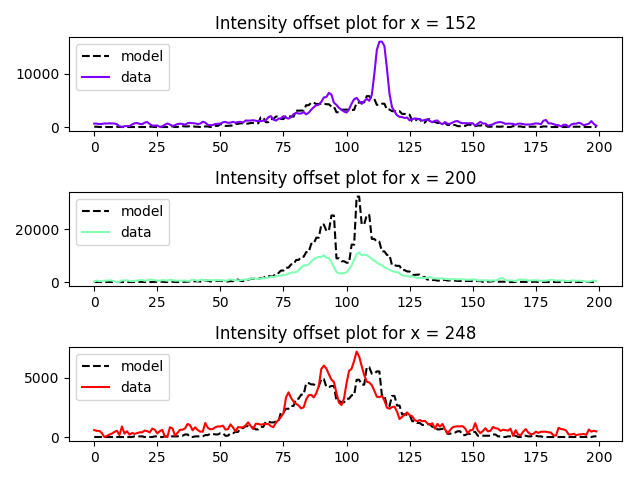 Intensity offset plot for x = 152
10000
0
model
data
0 25 50 75 100 125 150 175 200
Intensity offset plot for x = 200
20000
0
model
data
0 25 50 75 100 125 150 175 200
Intensity offset plot for x = 248
5000
0
model
data
0 25 50 75 100 125 150 175 200